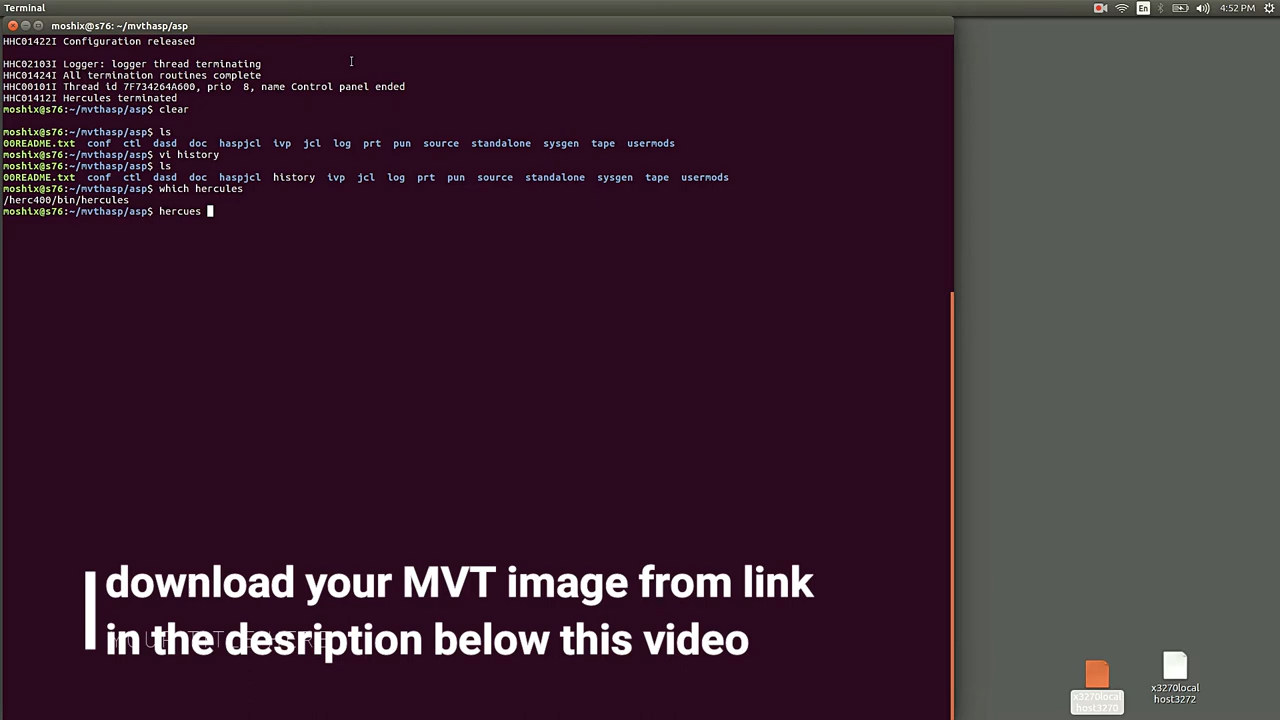 Terminal
En
4:52 PM
moshix@s76: ~/mvthasp/asp
HHC01422I Configuration released
HHC02103I Logger: logger thread terminating
HHC01424I All termination routines complete
HHC00101I Thread id 7F734264A600, prio  8, name Control panel ended
HHC01412I Hercules terminated
moshix@s76:~/mvthasp/asp$ clear
moshix@s76:~/mvthasp/asp$ ls
00README.txt  conf  ctl  dasd  doc  haspjcl  ivp  jcl  log  prt  pun  source  standalone  sysgen  tape  usermods
moshix@s76:~/mvthasp/asp$ vi history
moshix@s76:~/mvthasp/asp$ ls
00README.txt  conf  ctl  dasd  doc  haspjcl  history  ivp  jcl  log  prt  pun  source  standalone  sysgen  tape  usermods
moshix@s76:~/mvthasp/asp$ which hercules
/herc400/bin/hercules
moshix@s76:~/mvthasp/asp$ hercues
download your MVT image from link
in the desription below this video
x3270local
host3270
x3270local
host3272